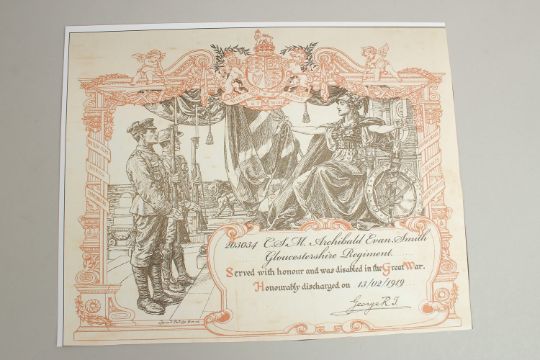 203034 C.S.M. Archibald Evan Smith
Gloucestershire Regiment.
Served with honour and was disabled in the Great War.
Honourably discharged on 13/02/1919
George R.I.